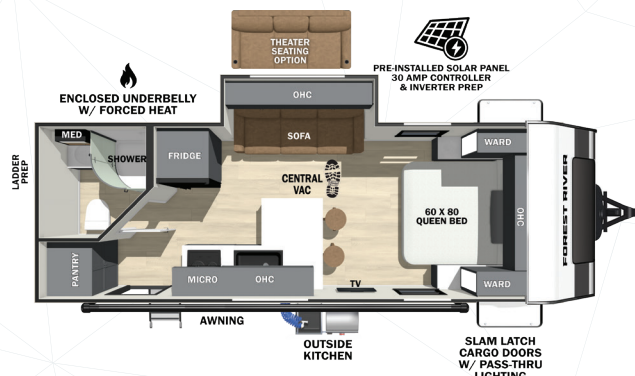 THEATER
SEATING
OPTION
PRE-INSTALLED SOLAR PANEL
30 AMP CONTROLLER
& INVERTER PREP
ENCLOSED UNDERBELLY
W/ FORCED HEAT
OHC
SOFA
MED
SHOWER
FRIDGE
LADDER
PREP
CENTRAL
VAC
WARD
60 X 80
QUEEN BED
OHC
FOREST RIVER
PANTRY
MICRO
OHC
TV
WARD
AWNING
OUTSIDE
KITCHEN
SLAM LATCH
CARGO DOORS
W/ PASS-THRU
LIGHTING